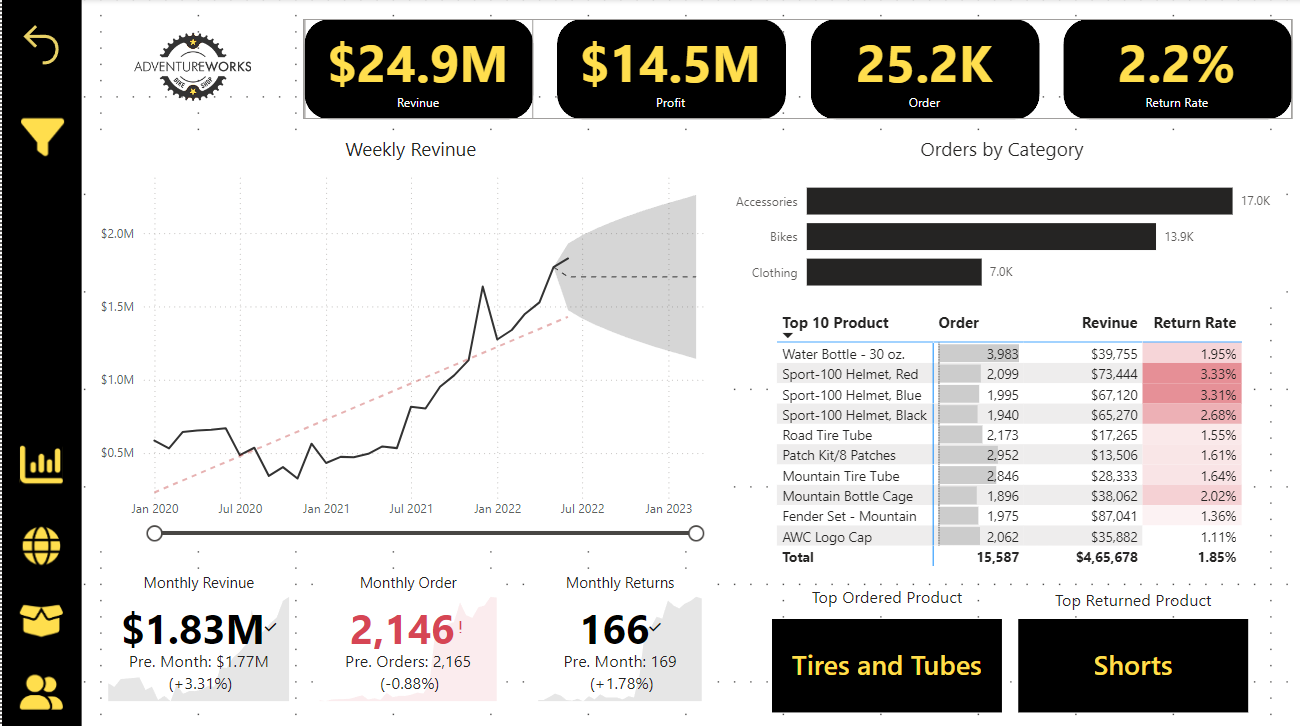 ADVENTUREWORKS
BIKE SHOP
$24.9M
Revinue
$14.5M
Profit
25.2K
Order
2.2%
Return Rate
Weekly Revinue
$2.0M
$1.5M
$1.0M
$0.5M
Jan 2020 Jul 2020 Jan 2021 Jul 2021 Jan 2022 Jul 2022 Jan 2023
Orders by Category
Accessories 17.0K
Bikes 13.9K
Clothing 7.0K
Top 10 Product Order Revinue Return Rate
Water Bottle - 30 oz. 3,983 $39,755 1.95%
Sport-100 Helmet, Red 2,099 $73,444 3.33%
Sport-100 Helmet, Blue 1,995 $67,120 3.31%
Sport-100 Helmet, Black 1,940 $65,270 2.68%
Road Tire Tube 2,173 $17,265 1.55%
Patch Kit/8 Patches 2,952 $13,506 1.61%
Mountain Tire Tube 2,846 $28,333 1.64%
Mountain Bottle Cage 1,896 $38,062 2.02%
Fender Set - Mountain 1,975 $87,041 1.36%
AWC Logo Cap 2,062 $35,882 1.11%
Total 15,587 $4,65,678 1.85%
Monthly Revinue
$1.83M
Pre. Month: $1.77M
(+3.31%)
Monthly Order
2,146!
Pre. Orders: 2,165
(-0.88%)
Monthly Returns
166
Pre. Month: 169
(+1.78%)
Top Ordered Product
Tires and Tubes
Top Returned Product
Shorts